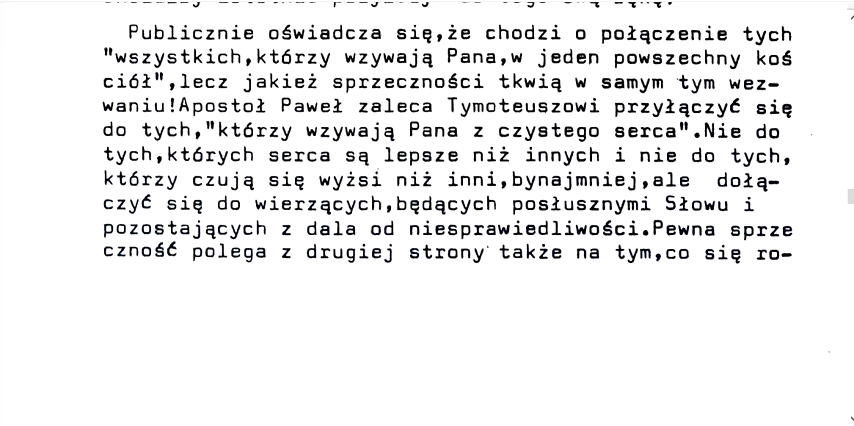 Publicznie oświadcza się,że chodzi o połączenie tych
"wszystkich,którzy wzywają Pana,w jeden powszechny koś
ciół",lecz jakież sprzeczności tkwią w samym tym wez-
waniu!Apostoł Paweł zaleca Tymoteuszowi przyłączyć się
do tych,"którzy wzywają Pana z czystego serca".Nie do
tych,których serca są lepsze niż innych i nie do tych,
którzy czują się wyżsi niż inni,bynajmniej,ale dołą-
czyć się do wierzących,będących posłusznymi Słowu i
pozostających z dala od niesprawiedliwości.Pewna sprze
czność polega z drugiej strony także na tym,co się ro-